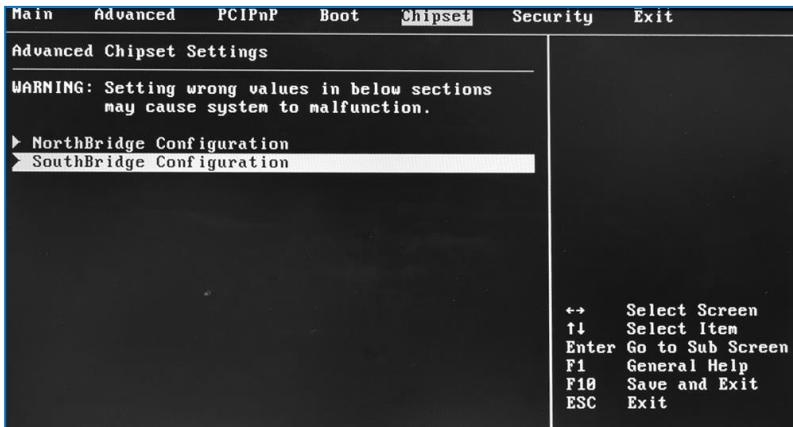 Main Advanced PCIPnP Boot Chipset Security Exit
Advanced Chipset Settings
WARNING: Setting wrong values in below sections
may cause system to malfunction.
NorthBridge Configuration
SouthBridge Configuration
←→ Select Screen
↑↓ Select Item
Enter Go to Sub Screen
F1 General Help
F10 Save and Exit
ESC Exit